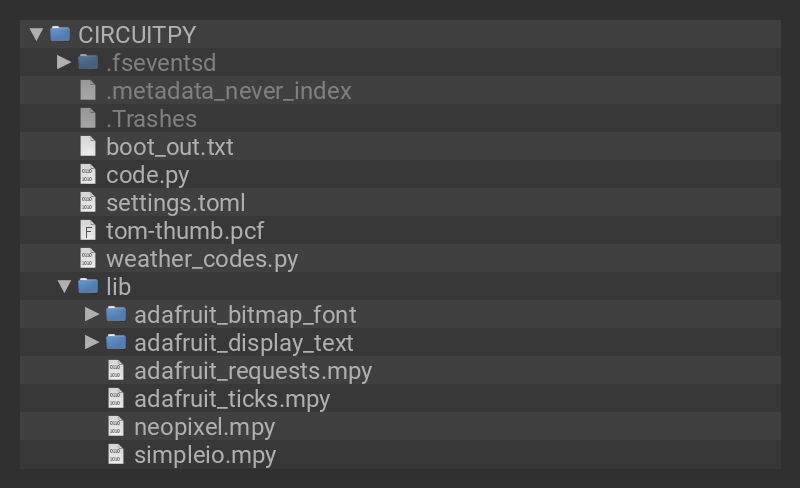 CIRCUITPY
.fseventsd
.metadata_never_index
.Trashes
boot_out.txt
code.py
settings.toml
tom-thumb.pcf
weather_codes.py
lib
adafruit_bitmap_font
adafruit_display_text
adafruit_requests.mpy
adafruit_ticks.mpy
neopixel.mpy
simpleio.mpy